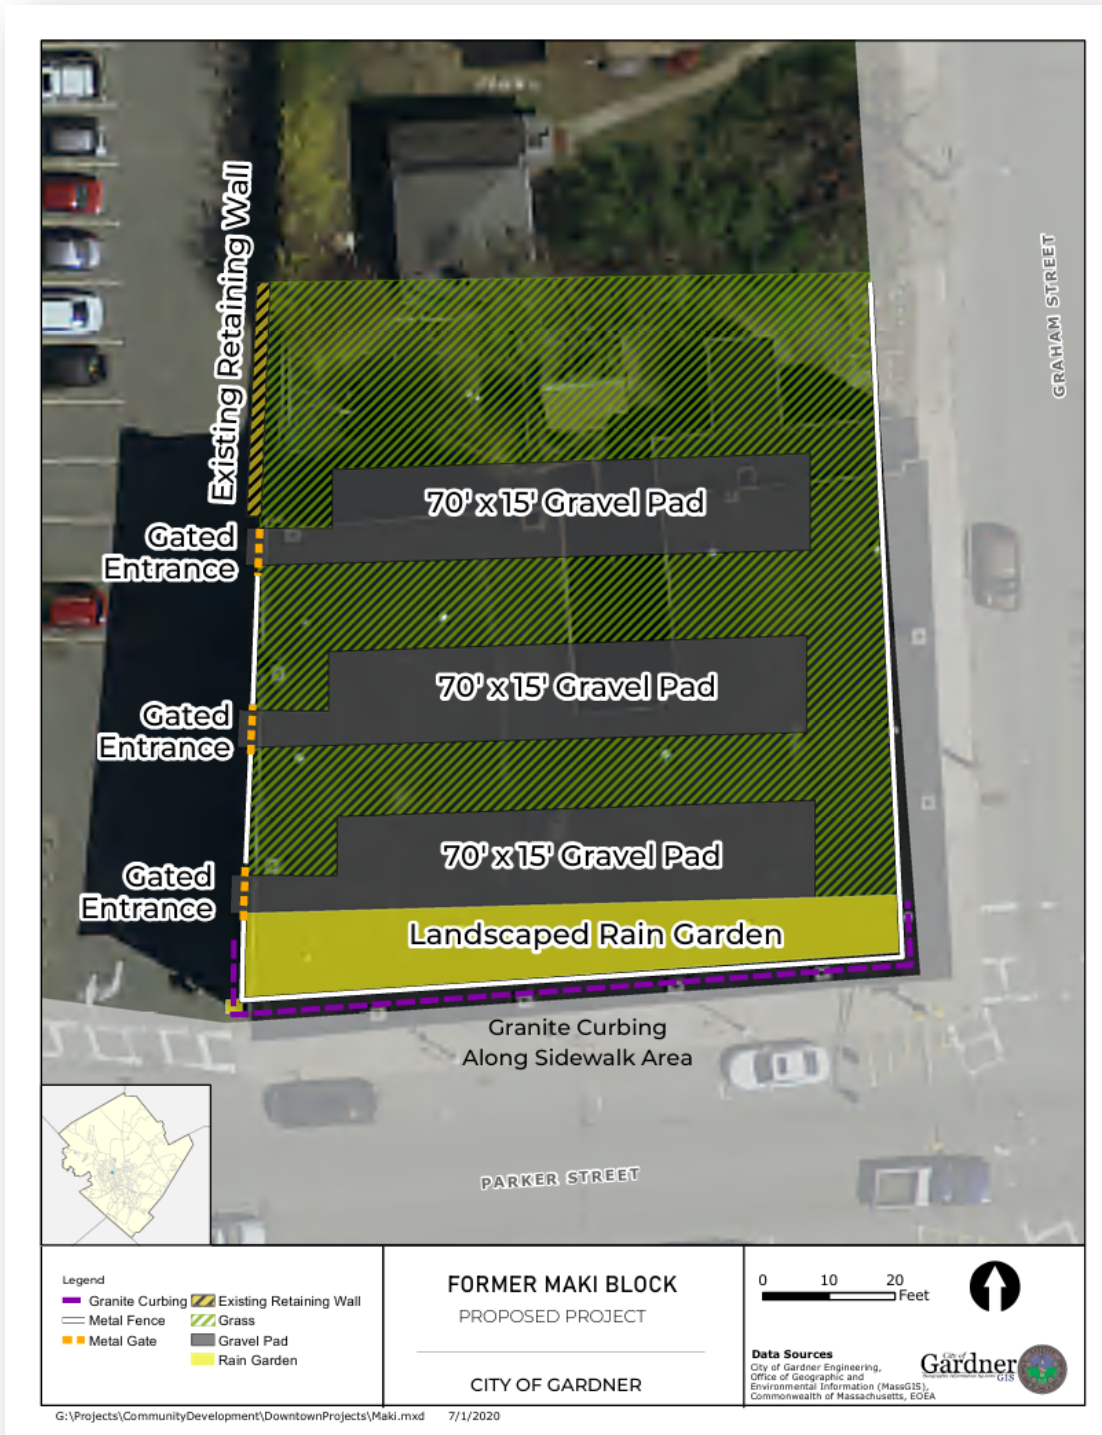 Existing Retaining Wall
GRAHAM STREET
70' x 15' Gravel Pad
Gated
Entrance
70' x 15' Gravel Pad
Gated
Entrance
70' x 15' Gravel Pad
Gated
Entrance
Landscaped Rain Garden
Granite Curbing
Along Sidewalk Area
PARKER STREET
Legend
Granite Curbing
Metal Fence
Metal Gate
Existing Retaining Wall
Grass
Gravel Pad
Rain Garden
FORMER MAKI BLOCK
PROPOSED PROJECT
CITY OF GARDNER
0 10 20
Feet
Data Sources
City of Gardner Engineering,
Office of Geographic and
Environmental Information (MassGIS),
Commonwealth of Massachusetts, EOEA
City of
Gardner
GIS
G:\Projects\CommunityDevelopment\DowntownProjects\Maki.mxd 7/1/2020